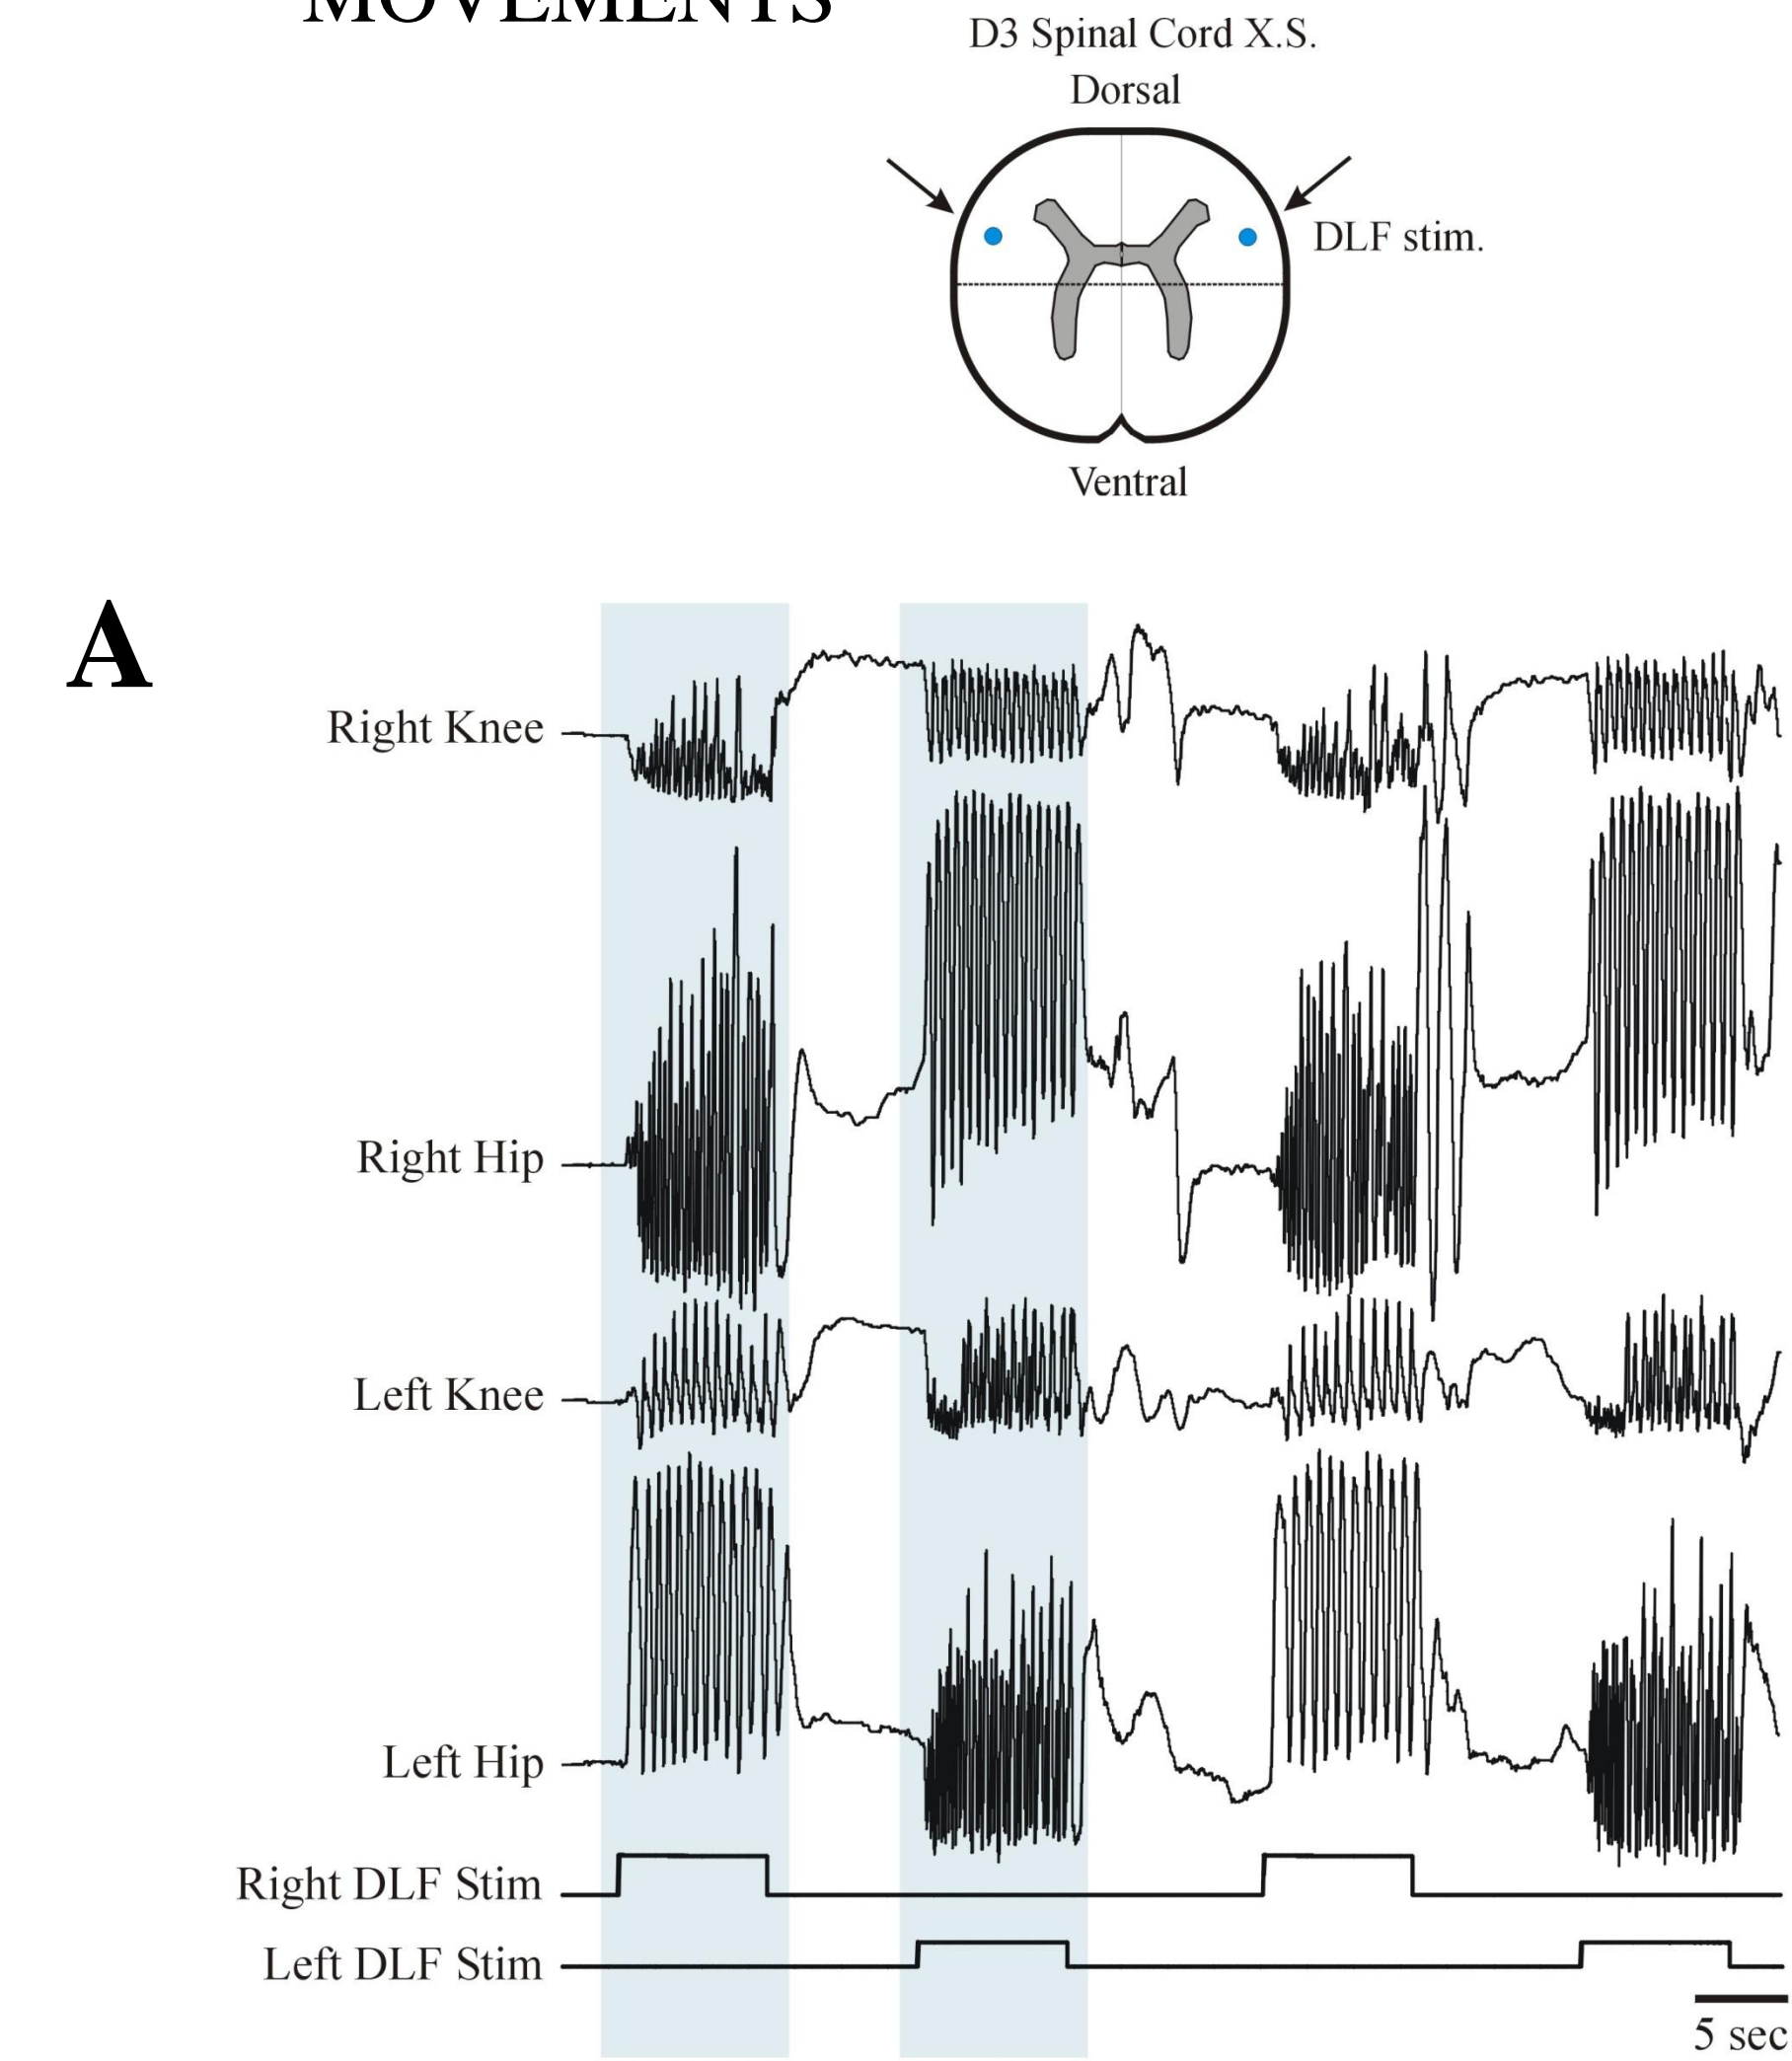 MOVEMENTS
D3 Spinal Cord X.S.
Dorsal
DLF stim.
Ventral
A
Right Knee
Right Hip
Left Knee
Left Hip
Right DLF Stim
Left DLF Stim
5 sec